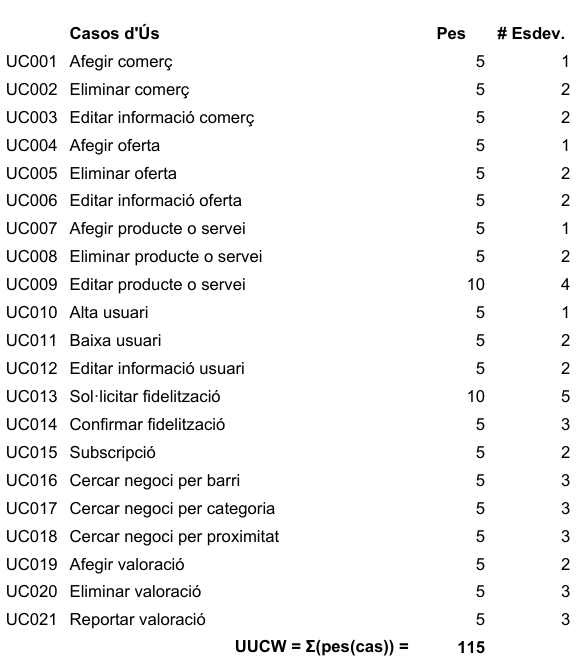 Casos d'Ús Pes # Esdev.
UC001 Afegir comerç 5 1
UC002 Eliminar comerç 5 2
UC003 Editar informació comerç 5 2
UC004 Afegir oferta 5 1
UC005 Eliminar oferta 5 2
UC006 Editar informació oferta 5 2
UC007 Afegir producte o servei 5 1
UC008 Eliminar producte o servei 5 2
UC009 Editar producte o servei 10 4
UC010 Alta usuari 5 1
UC011 Baixa usuari 5 2
UC012 Editar informació usuari 5 2
UC013 Sol·licitar fidelització 10 5
UC014 Confirmar fidelització 5 3
UC015 Subscripció 5 2
UC016 Cercar negoci per barri 5 3
UC017 Cercar negoci per categoria 5 3
UC018 Cercar negoci per proximitat 5 3
UC019 Afegir valoració 5 2
UC020 Eliminar valoració 5 3
UC021 Reportar valoració 5 3
UUCW = Σ(pes(cas)) = 115